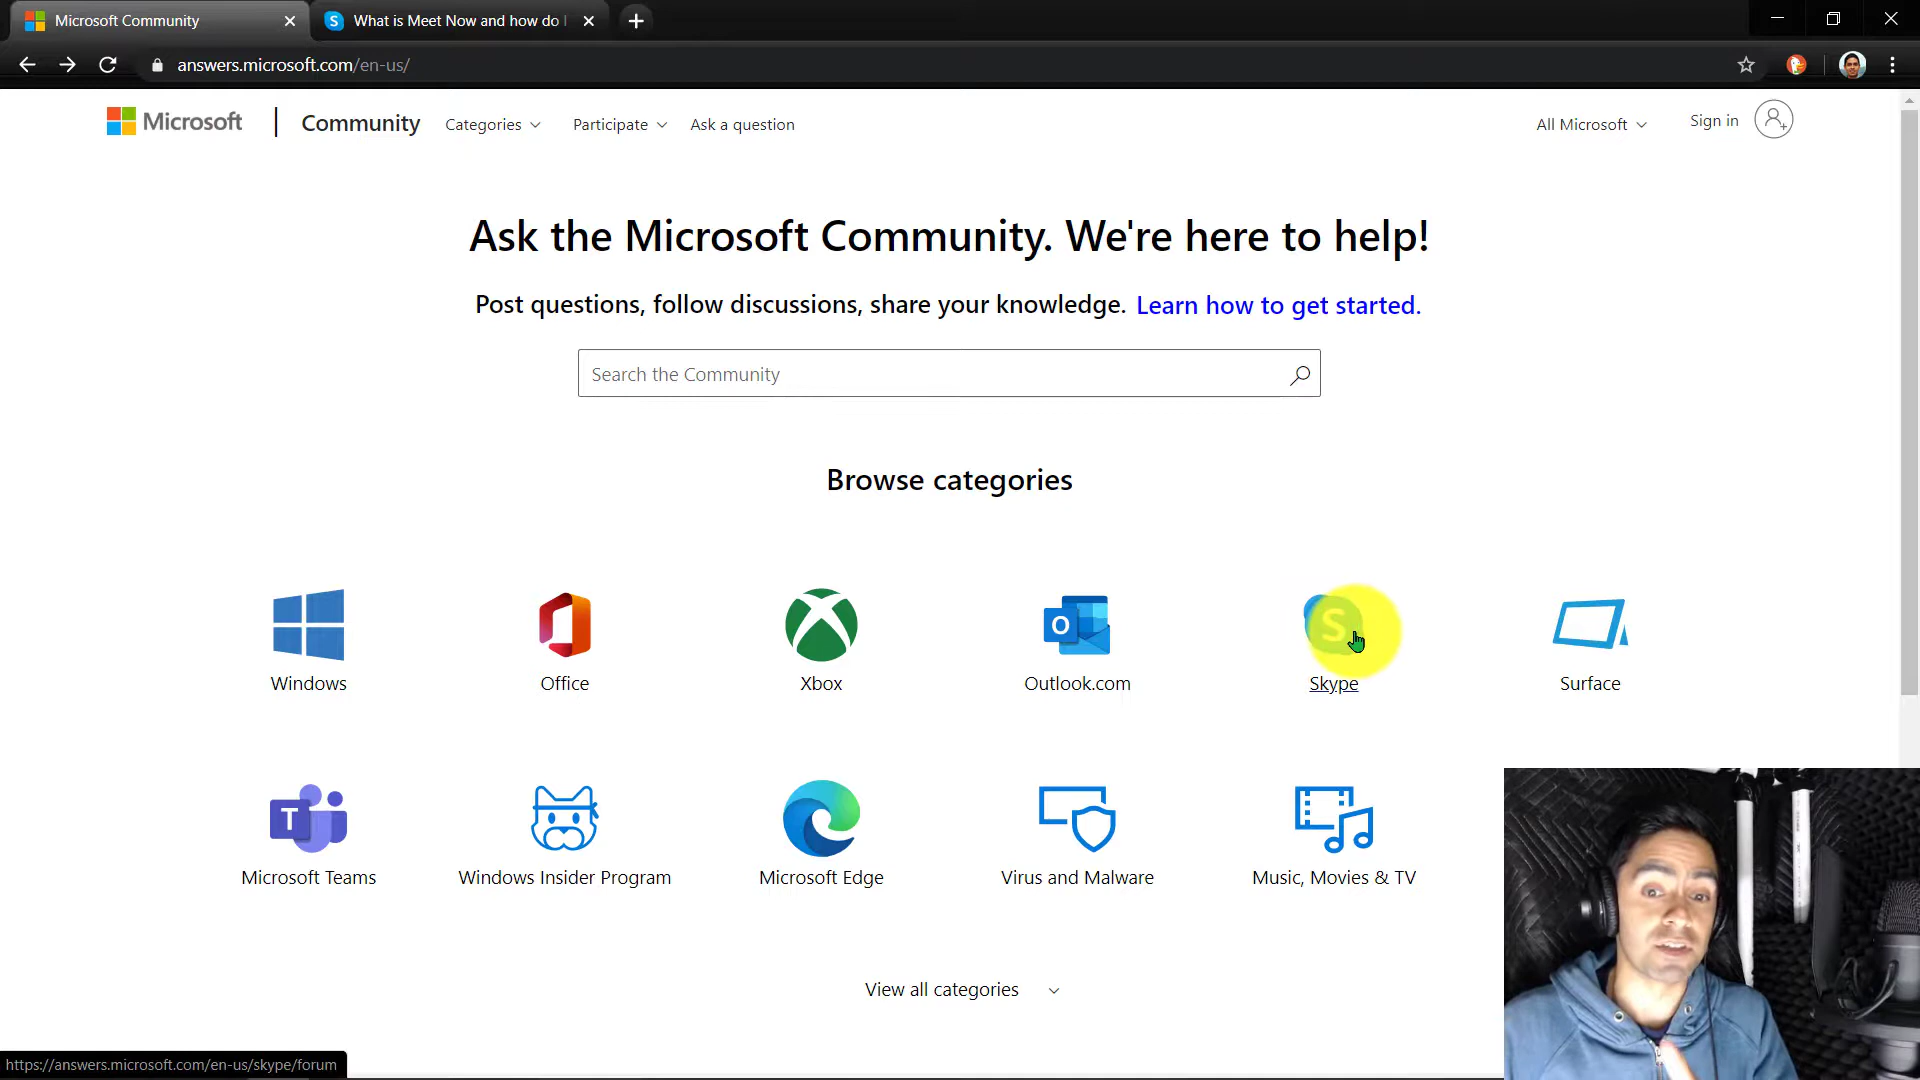 Microsoft Community
What is Meet Now and how do I
answers.microsoft.com/en-us/
Microsoft
Community
Categories
Participate
Ask a question
All Microsoft
Sign in
Ask the Microsoft Community. We're here to help!
Post questions, follow discussions, share your knowledge. Learn how to get started.
Search the Community
Browse categories
Windows
Office
Xbox
O
Outlook.com
S
Skype
Surface
T
Microsoft Teams
Windows Insider Program
Microsoft Edge
Virus and Malware
Music, Movies & TV
View all categories
https://answers.microsoft.com/en-us/skype/forum